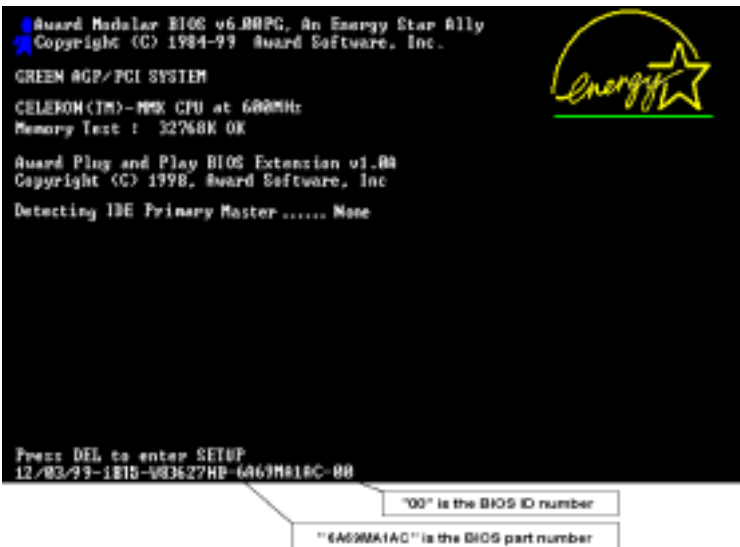 Award Modular BIOS v6.00PG, An Energy Star Ally
Copyright (C) 1984-99 Award Software, Inc.
GREEN AGP/PCI SYSTEM
CELERON(TM)-MMX CPU at 600MHz
Memory Test : 32768K OK
Award Plug and Play BIOS Extension v1.0A
Copyright (C) 1998, Award Software, Inc
Detecting IDE Primary Master ...... None
energy
Press DEL to enter SETUP
12/03/99-i815-W83627HF-6A69MA1AC-00
"00" is the BIOS ID number
"6A69MA1AC" is the BIOS part number